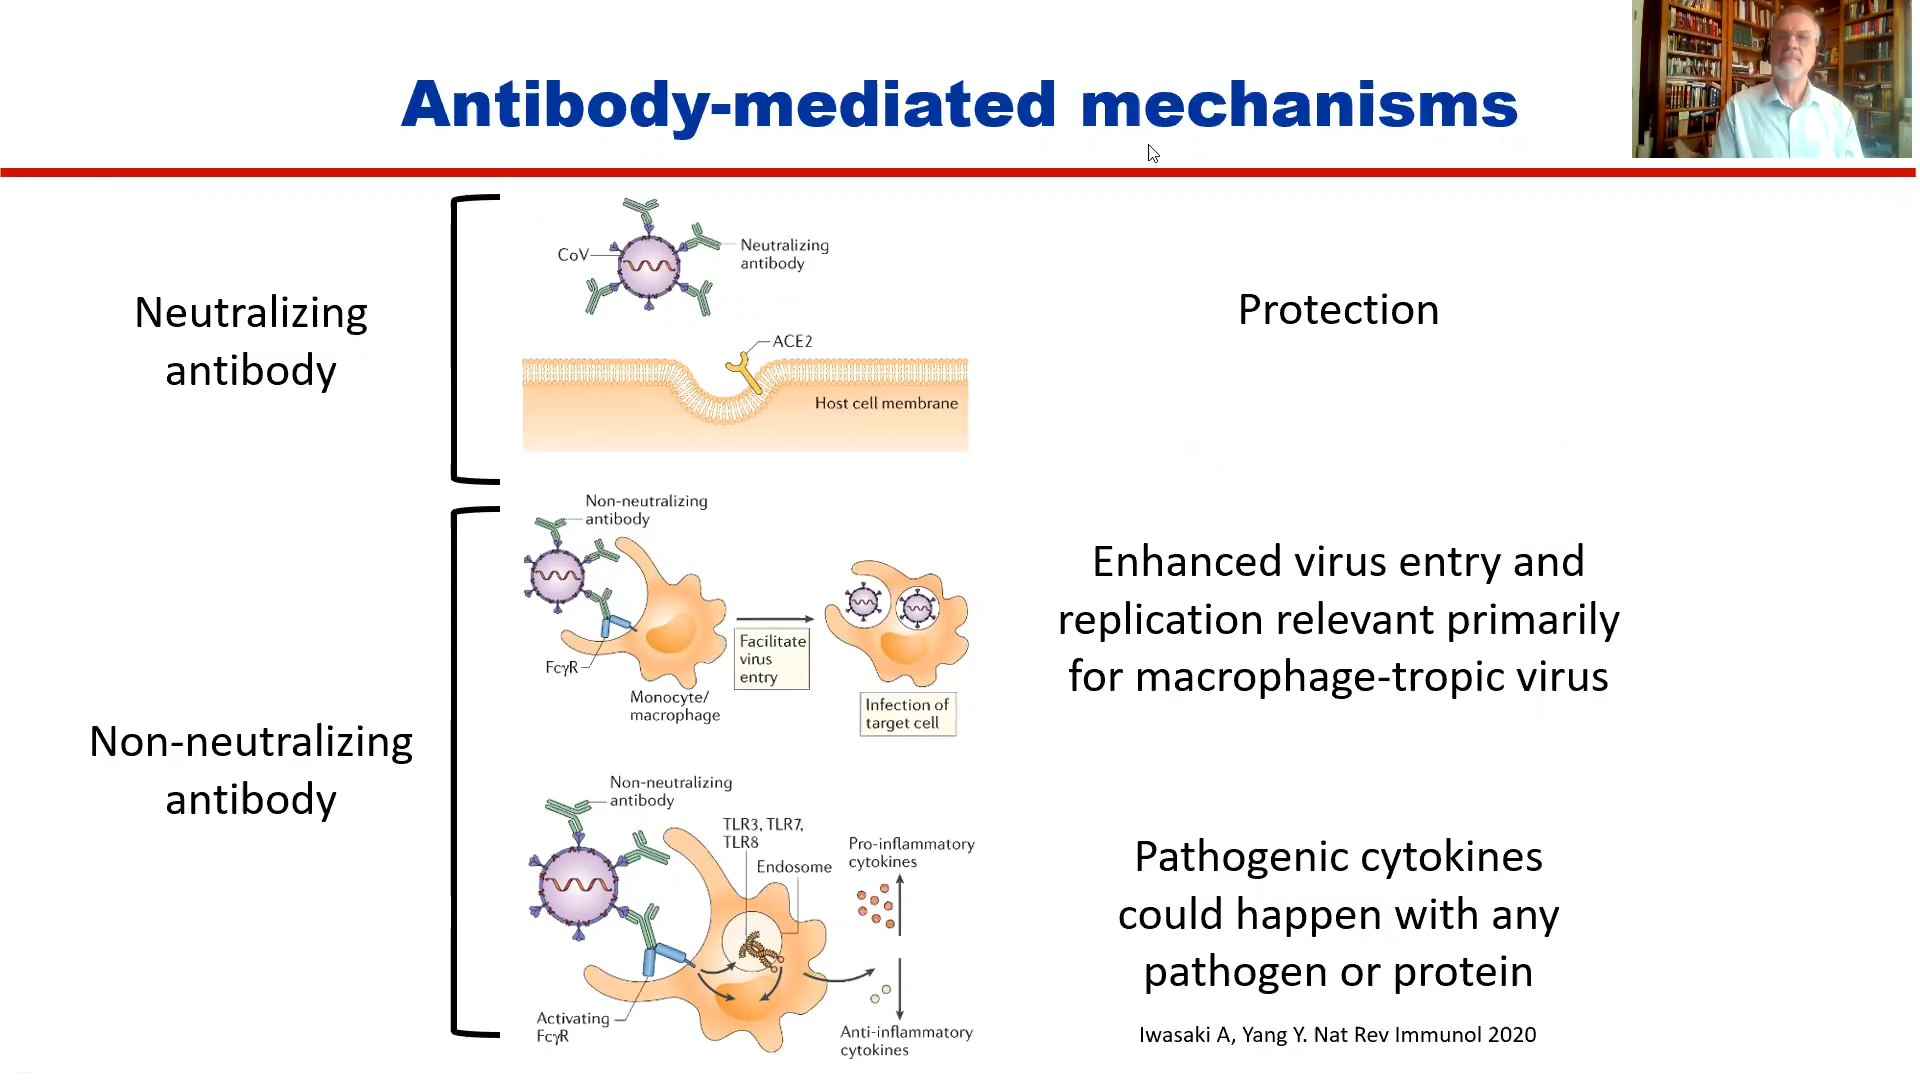 Antibody-mediated mechanisms
Neutralizing
antibody
CoV
Neutralizing
antibody
ACE2
Host cell membrane
Protection
Non-neutralizing
antibody
Non-neutralizing
antibody
FcγR
Monocyte/
macrophage
Facilitate
virus
entry
Infection of
target cell
Enhanced virus entry and
replication relevant primarily
for macrophage-tropic virus
Non-neutralizing
antibody
TLR3, TLR7,
TLR8
Endosome
Pro-inflammatory
cytokines
Activating
FcγR
Anti-inflammatory
cytokines
Pathogenic cytokines
could happen with any
pathogen or protein
Iwasaki A, Yang Y. Nat Rev Immunol 2020